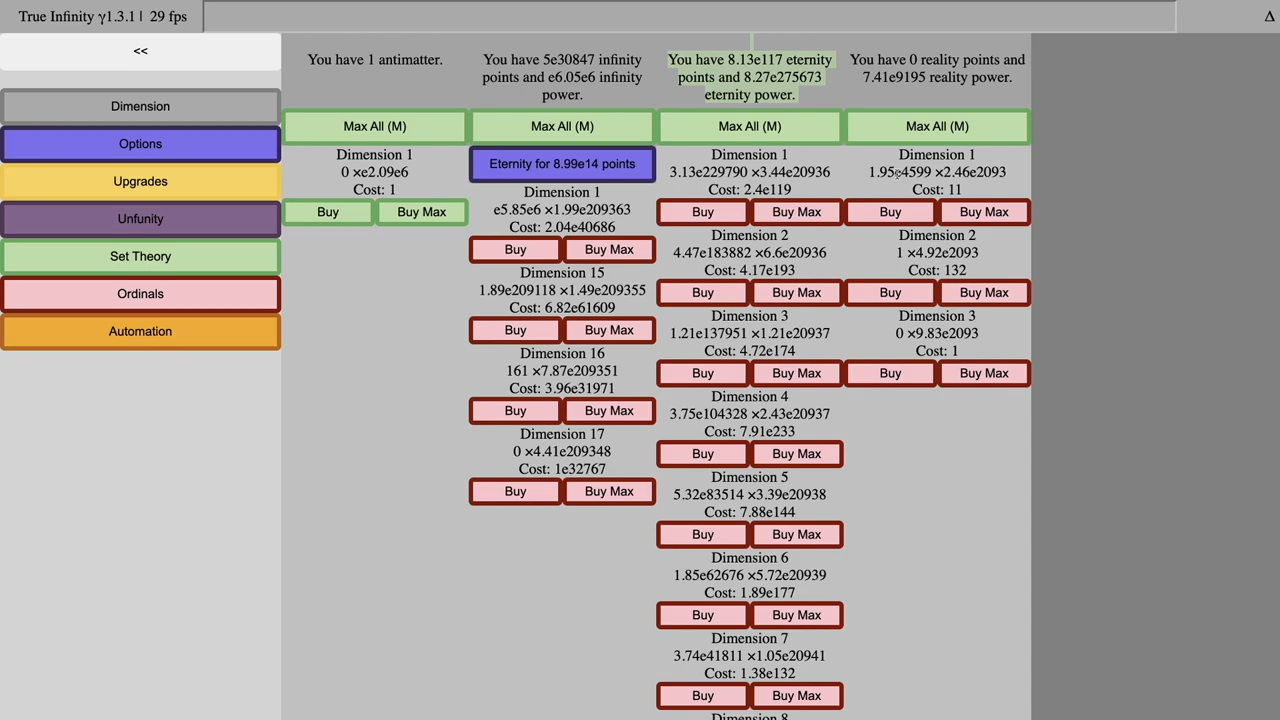 True Infinity γ1.3.1 | 29 fps
Δ
<<
Dimension
Options
Upgrades
Unfunity
Set Theory
Ordinals
Automation
You have 1 antimatter.
Max All (M)
Dimension 1
0 ×e2.09e6
Cost: 1
Buy
Buy Max
You have 5e30847 infinity
points and e6.05e6 infinity
power.
Max All (M)
Eternity for 8.99e14 points
Dimension 1
e5.85e6 ×1.99e209363
Cost: 2.04e40686
Buy
Buy Max
Dimension 15
1.89e209118 ×1.49e209355
Cost: 6.82e61609
Buy
Buy Max
Dimension 16
161 ×7.87e209351
Cost: 3.96e31971
Buy
Buy Max
Dimension 17
0 ×4.41e209348
Cost: 1e32767
Buy
Buy Max
You have 8.13e117 eternity
points and 8.27e275673
eternity power.
Max All (M)
Dimension 1
3.13e229790 ×3.44e20936
Cost: 2.4e119
Buy
Buy Max
Dimension 2
4.47e183882 ×6.6e20936
Cost: 4.17e193
Buy
Buy Max
Dimension 3
1.21e137951 ×1.21e20937
Cost: 4.72e174
Buy
Buy Max
Dimension 4
3.75e104328 ×2.43e20937
Cost: 7.91e233
Buy
Buy Max
Dimension 5
5.32e83514 ×3.39e20938
Cost: 7.88e144
Buy
Buy Max
Dimension 6
1.85e62676 ×5.72e20939
Cost: 1.89e177
Buy
Buy Max
Dimension 7
3.74e41811 ×1.05e20941
Cost: 1.38e132
Buy
Buy Max
Dimension 8
You have 0 reality points and
7.41e9195 reality power.
Max All (M)
Dimension 1
1.95e4599 ×2.46e2093
Cost: 11
Buy
Buy Max
Dimension 2
1 ×4.92e2093
Cost: 132
Buy
Buy Max
Dimension 3
0 ×9.83e2093
Cost: 1
Buy
Buy Max